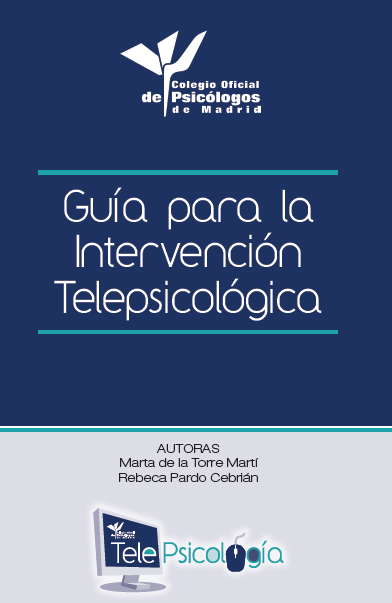 Colegio Oficial
de Psicólogos
de Madrid
Guía para la
Intervención
Telepsicológica
AUTORAS
Marta de la Torre Martí
Rebeca Pardo Cebrián
TelePsicología